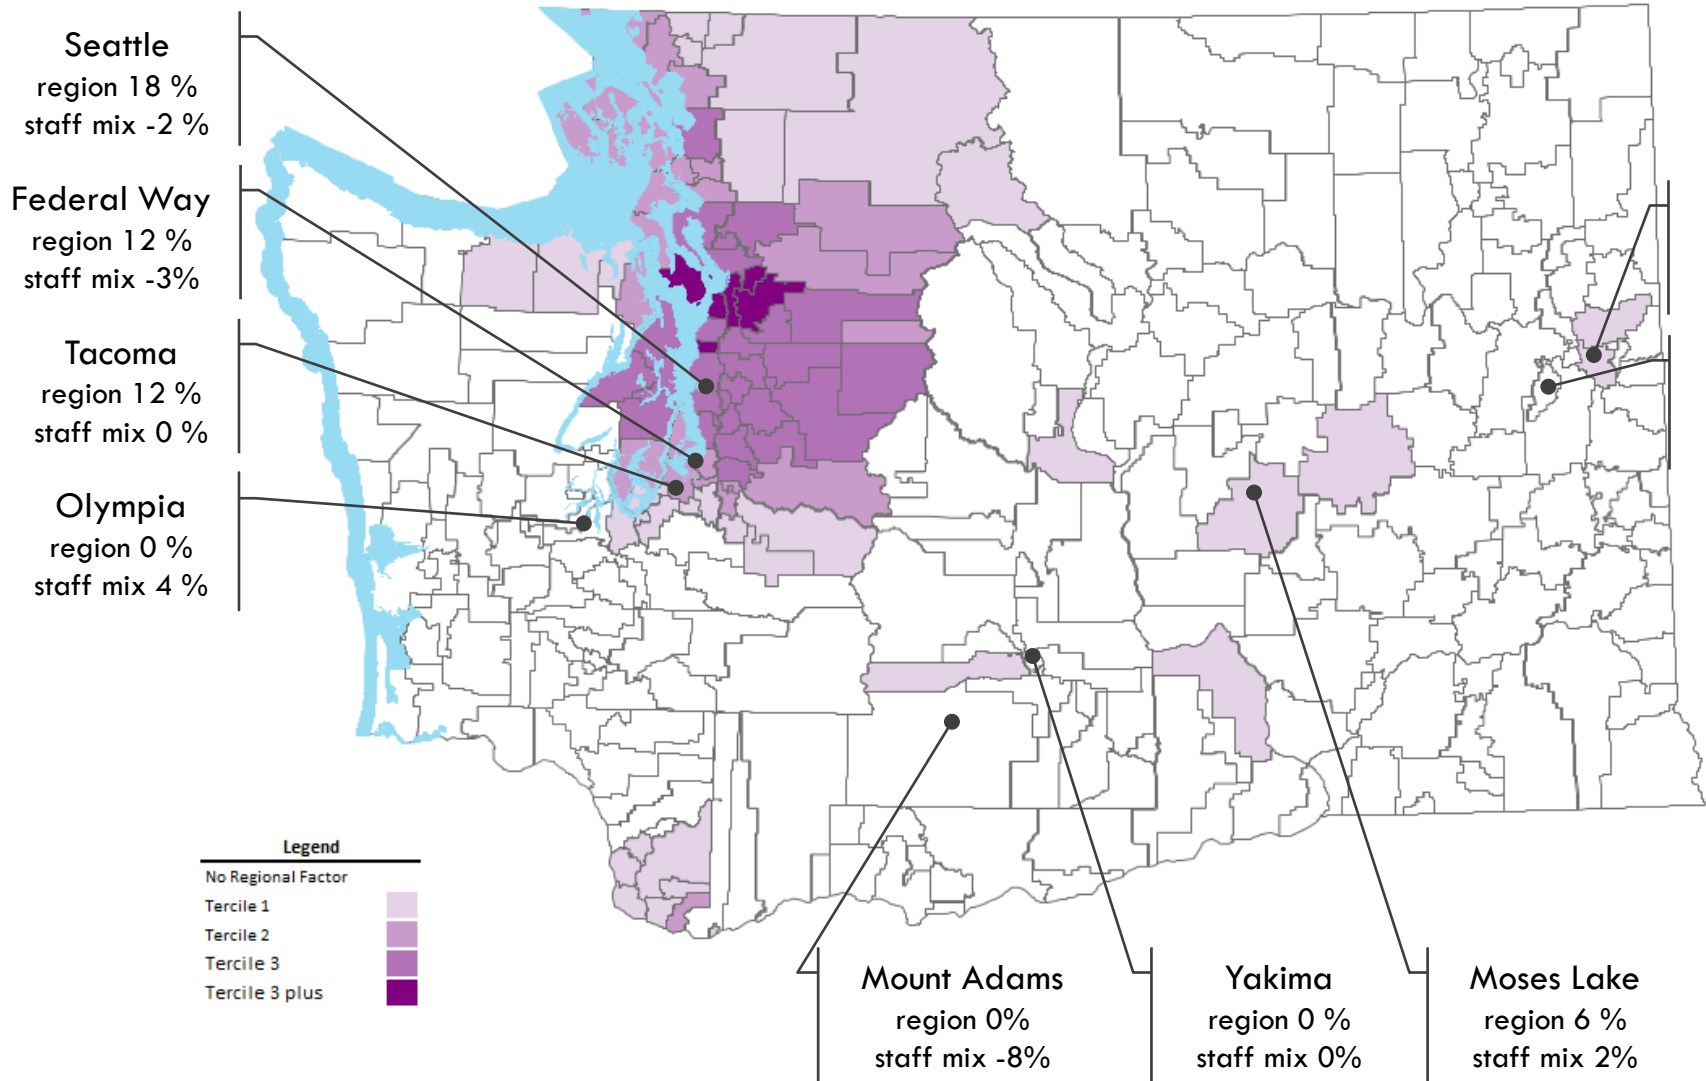 Seattle
region 18 %
staff mix -2 %
Federal Way
region 12 %
staff mix -3%
Tacoma
region 12 %
staff mix 0 %
Olympia
region 0 %
staff mix 4 %
Legend
No Regional Factor
Tercile 1
Tercile 2
Tercile 3
Tercile 3 plus
Mount Adams
region 0%
staff mix -8%
Yakima
region 0 %
staff mix 0%
Moses Lake
region 6 %
staff mix 2%